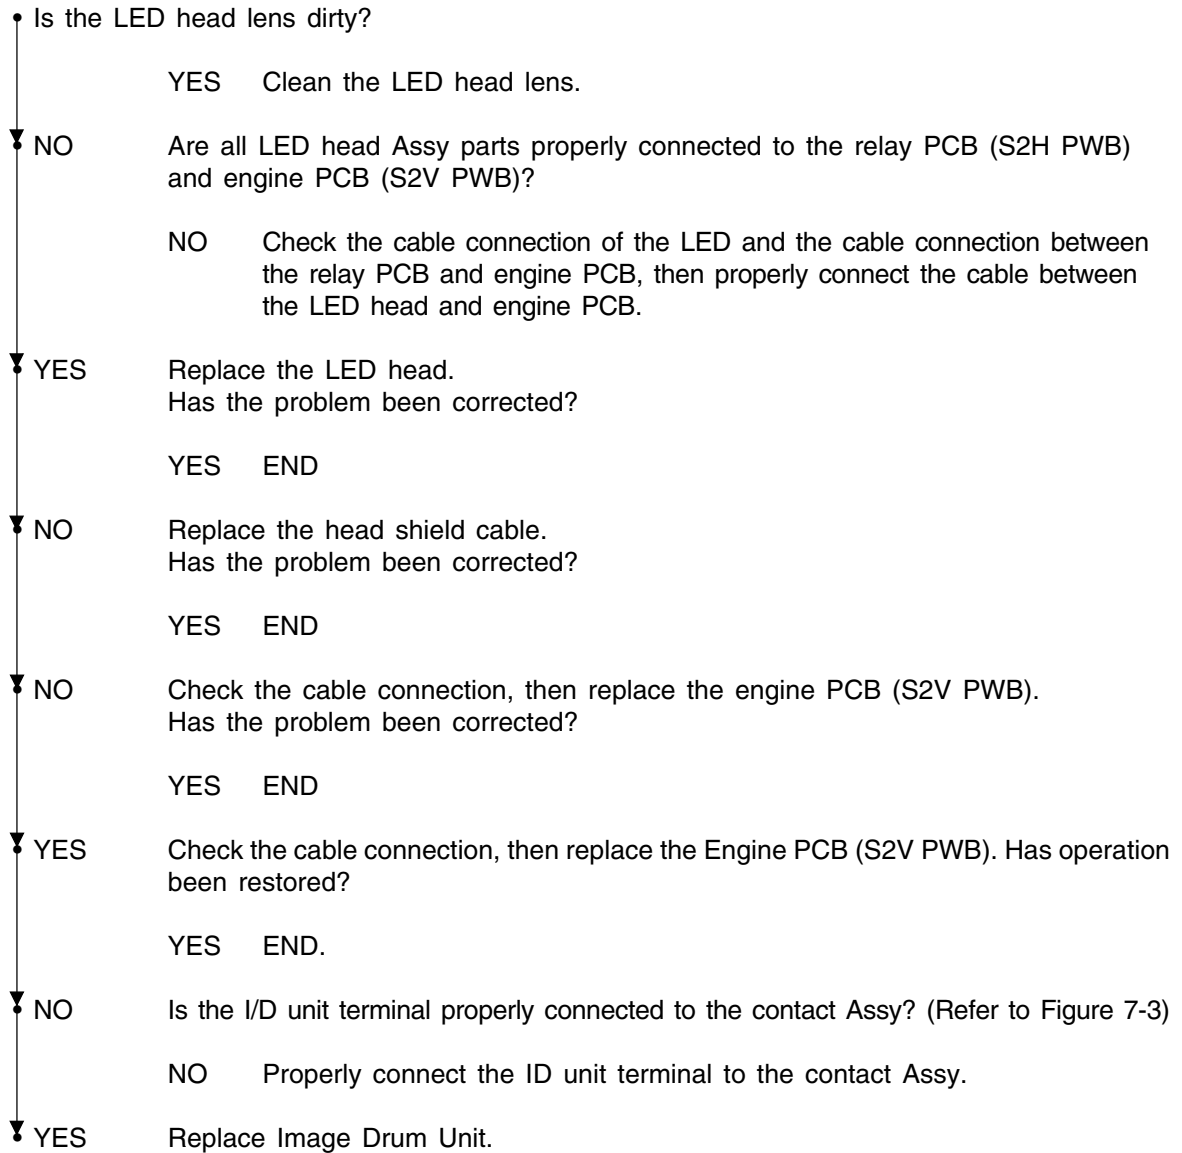 Is the LED head lens dirty?
YES Clean the LED head lens.
NO Are all LED head Assy parts properly connected to the relay PCB (S2H PWB)
and engine PCB (S2V PWB)?
NO Check the cable connection of the LED and the cable connection between
the relay PCB and engine PCB, then properly connect the cable between
the LED head and engine PCB.
YES Replace the LED head.
Has the problem been corrected?
YES END
NO Replace the head shield cable.
Has the problem been corrected?
YES END
NO Check the cable connection, then replace the engine PCB (S2V PWB).
Has the problem been corrected?
YES END
YES Check the cable connection, then replace the Engine PCB (S2V PWB). Has operation
been restored?
YES END.
NO Is the I/D unit terminal properly connected to the contact Assy? (Refer to Figure 7-3)
NO Properly connect the ID unit terminal to the contact Assy.
YES Replace Image Drum Unit.